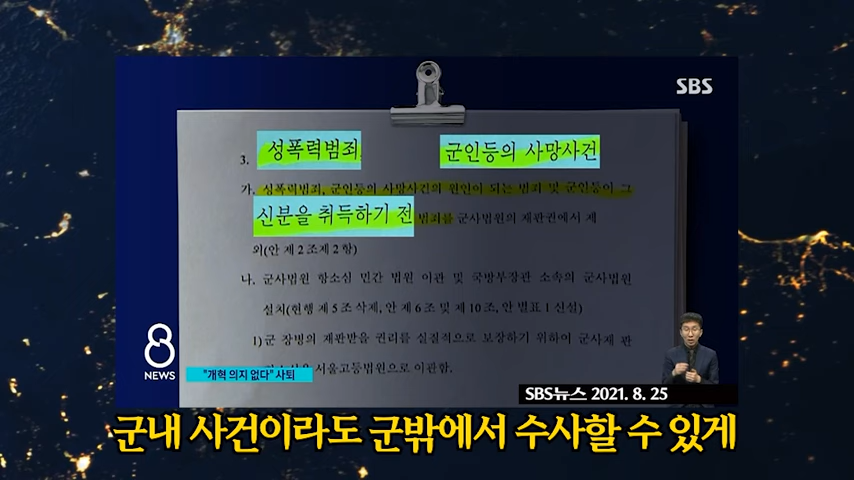 SBS
3.
성폭력범죄
군인등의 사망사건
가. 성폭력범죄, 군인등의 사망사건의 원인이 되는 범죄 및 군인등이 그
신분을 취득하기 전 범죄를 군사법원의 재판권에서 제
외(안 제2조제2항)
나. 군사법원 항소심 민간 법원 이관 및 국방부장관 소속의 군사법원
설치(현행 제5조 삭제, 안 제6조 및 제10조, 안 별표 1 신설)
1) 군 장병의 재판받을 권리를 실질적으로 보장하기 위하여 군사재 판
서울고등법원으로 이관함.
8
NEWS
"개혁 의지 없다" 사퇴
SBS뉴스 2021. 8. 25
군내 사건이라도 군밖에서 수사할 수 있게